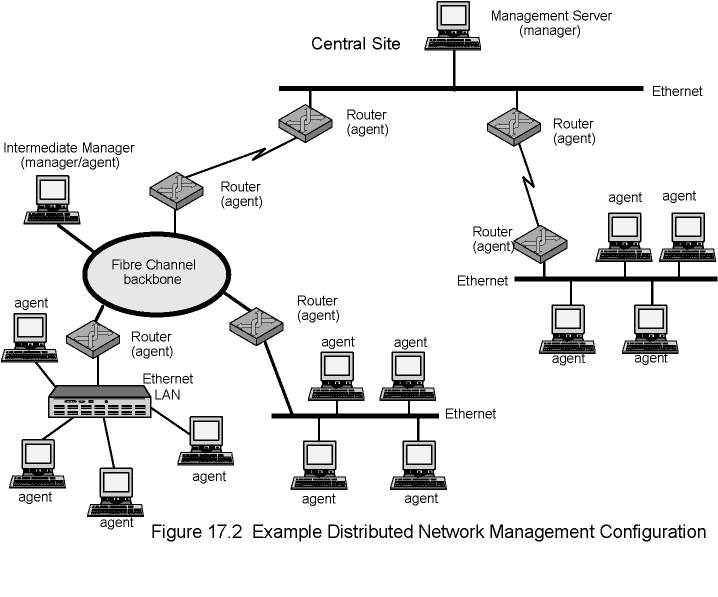 Management Server
(manager)
Central Site
Ethernet
Router
(agent)
Router
(agent)
Intermediate Manager
(manager/agent)
Router
(agent)
agent
agent
Router
(agent)
Fibre Channel
backbone
Ethernet
agent
Router
(agent)
Router
(agent)
agent
agent
agent
agent
Ethernet
LAN
Ethernet
agent
agent
agent
agent
agent
agent
Figure 17.2  Example Distributed Network Management Configuration